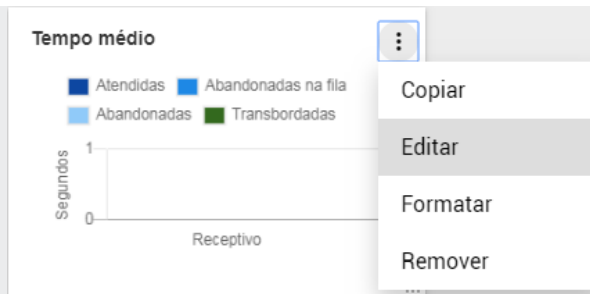 Tempo médio
Atendidas Abandonadas na fila
Abandonadas Transbordadas
Segundos
1
0
Receptivo
Copiar
Editar
Formatar
Remover